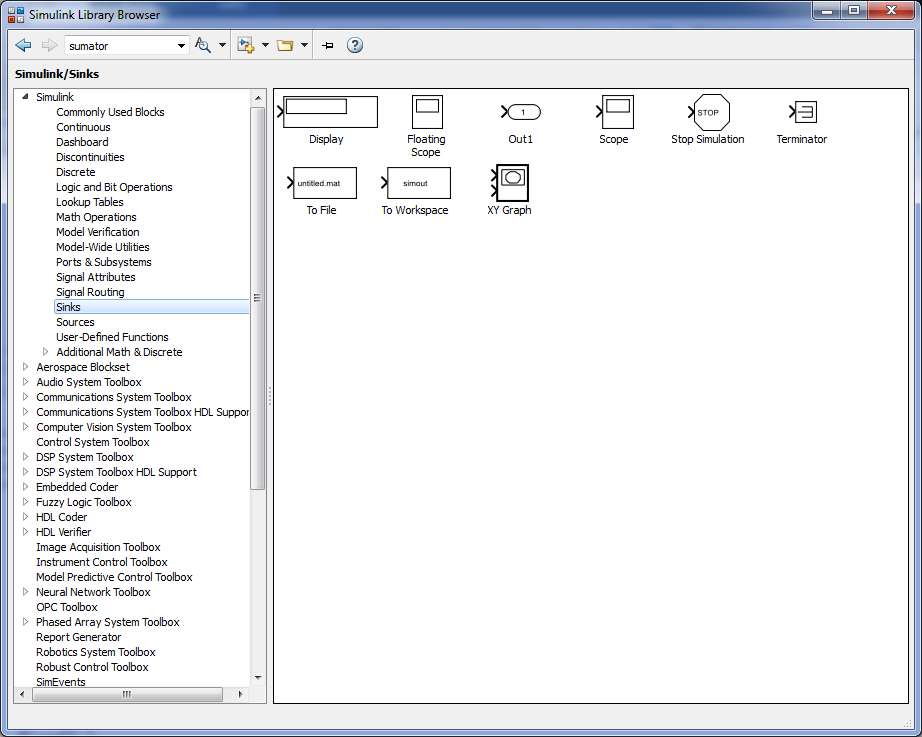 Simulink Library Browser
sumator
Simulink/Sinks
Simulink
Commonly Used Blocks
Continuous
Dashboard
Discontinuities
Discrete
Logic and Bit Operations
Lookup Tables
Math Operations
Model Verification
Model-Wide Utilities
Ports & Subsystems
Signal Attributes
Signal Routing
Sinks
Sources
User-Defined Functions
Additional Math & Discrete
Aerospace Blockset
Audio System Toolbox
Communications System Toolbox
Communications System Toolbox HDL Suppor
Computer Vision System Toolbox
Control System Toolbox
DSP System Toolbox
DSP System Toolbox HDL Support
Embedded Coder
Fuzzy Logic Toolbox
HDL Coder
HDL Verifier
Image Acquisition Toolbox
Instrument Control Toolbox
Model Predictive Control Toolbox
Neural Network Toolbox
OPC Toolbox
Phased Array System Toolbox
Report Generator
Robotics System Toolbox
Robust Control Toolbox
SimEvents
1
STOP
Display
Floating
Scope
Out1
Scope
Stop Simulation
Terminator
untitled.mat
simout
To File
To Workspace
XY Graph